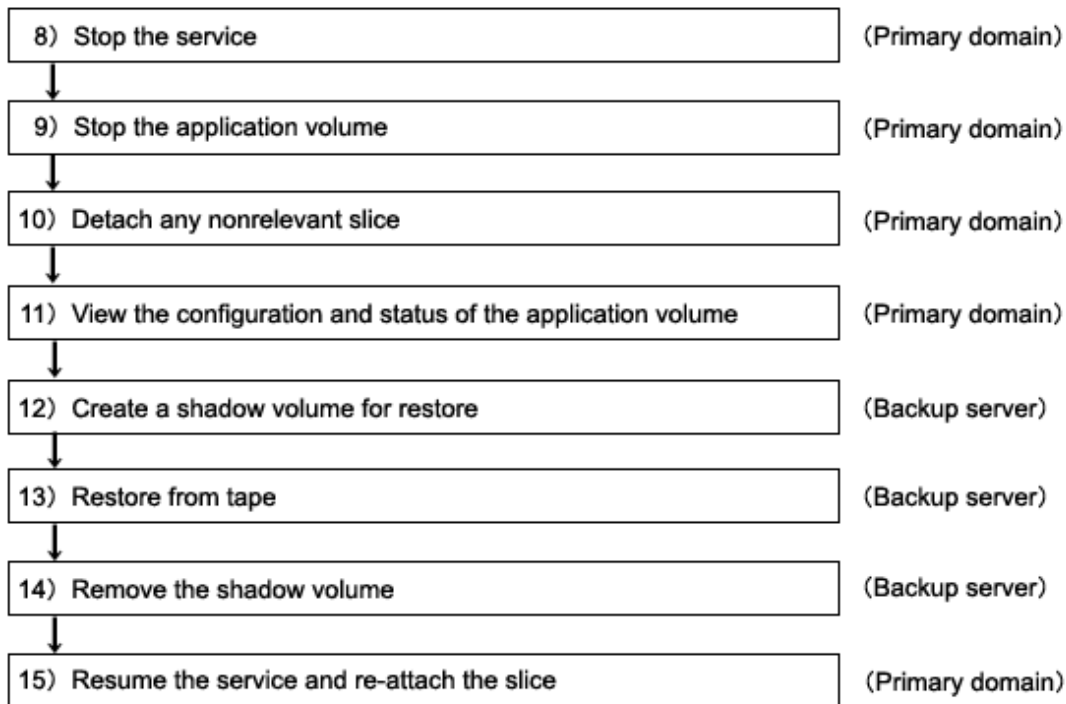 8）Stop the service （Primary domain）
9）Stop the application volume （Primary domain）
10）Detach any nonrelevant slice （Primary domain）
11）View the configuration and status of the application volume （Primary domain）
12）Create a shadow volume for restore （Backup server）
13）Restore from tape （Backup server）
14）Remove the shadow volume （Backup server）
15）Resume the service and re-attach the slice （Primary domain）